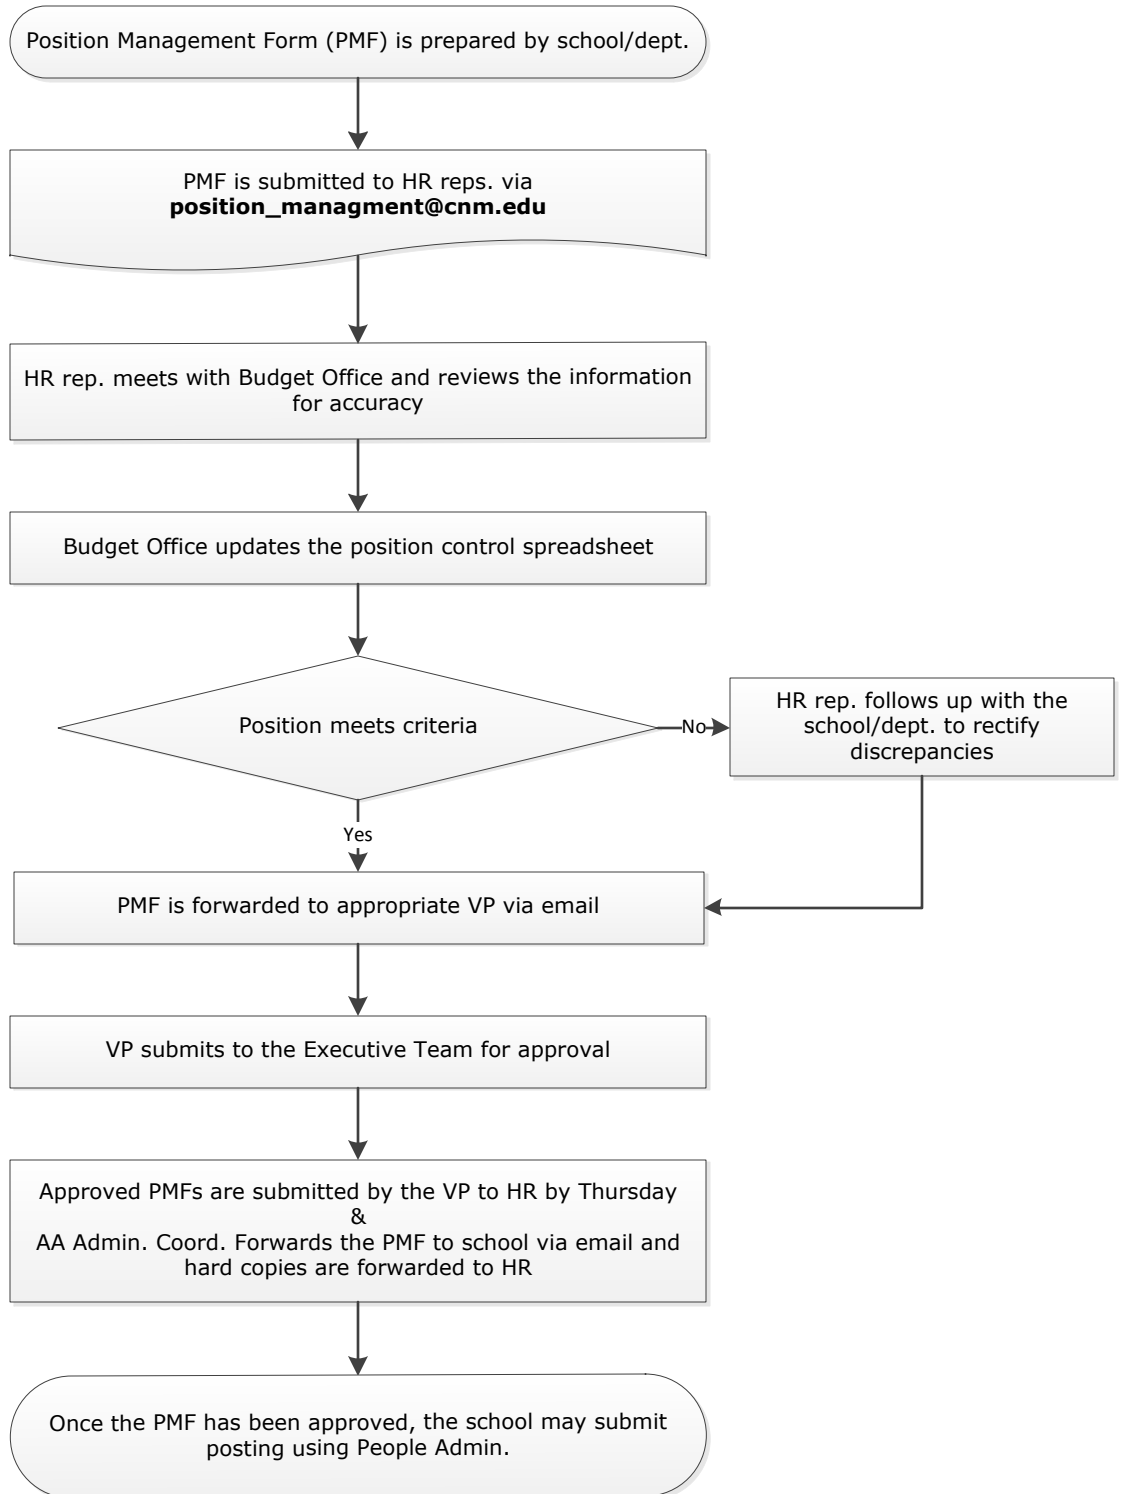 Position Management Form (PMF) is prepared by school/dept.
PMF is submitted to HR reps. via
position_managment@cnm.edu
HR rep. meets with Budget Office and reviews the information
for accuracy
Budget Office updates the position control spreadsheet
Position meets criteria
No
HR rep. follows up with the
school/dept. to rectify
discrepancies
Yes
PMF is forwarded to appropriate VP via email
VP submits to the Executive Team for approval
Approved PMFs are submitted by the VP to HR by Thursday
&
AA Admin. Coord. Forwards the PMF to school via email and
hard copies are forwarded to HR
Once the PMF has been approved, the school may submit
posting using People Admin.